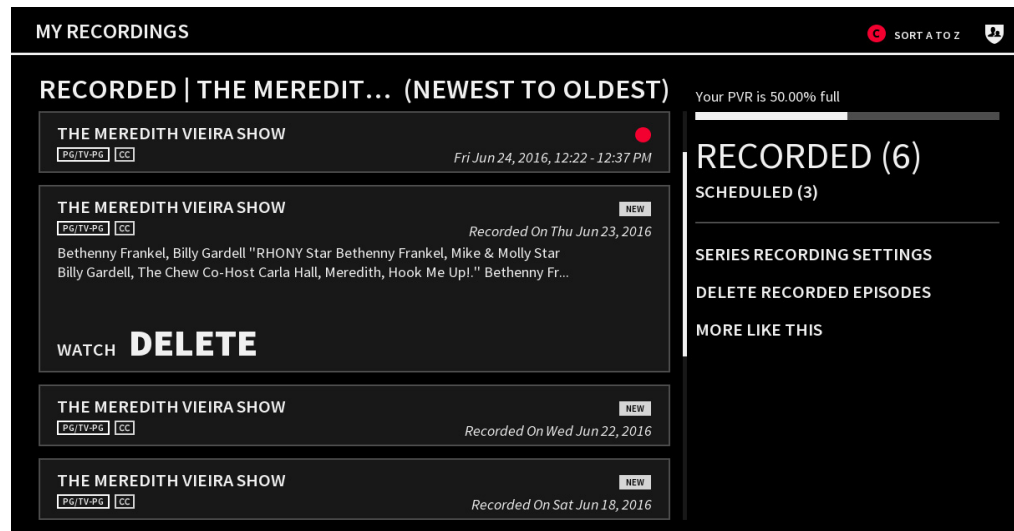 MY RECORDINGS
C SORT A TO Z
RECORDED | THE MEREDIT... (NEWEST TO OLDEST)
THE MEREDITH VIEIRA SHOW
PG/TV-PG CC
Fri Jun 24, 2016, 12:22 - 12:37 PM
THE MEREDITH VIEIRA SHOW
NEW
PG/TV-PG CC
Recorded On Thu Jun 23, 2016
Bethenny Frankel, Billy Gardell "RHONY Star Bethenny Frankel, Mike & Molly Star
Billy Gardell, The Chew Co-Host Carla Hall, Meredith, Hook Me Up!." Bethenny Fr...
WATCH DELETE
THE MEREDITH VIEIRA SHOW
NEW
PG/TV-PG CC
Recorded On Wed Jun 22, 2016
THE MEREDITH VIEIRA SHOW
NEW
PG/TV-PG CC
Recorded On Sat Jun 18, 2016
Your PVR is 50.00% full
RECORDED (6)
SCHEDULED (3)
SERIES RECORDING SETTINGS
DELETE RECORDED EPISODES
MORE LIKE THIS